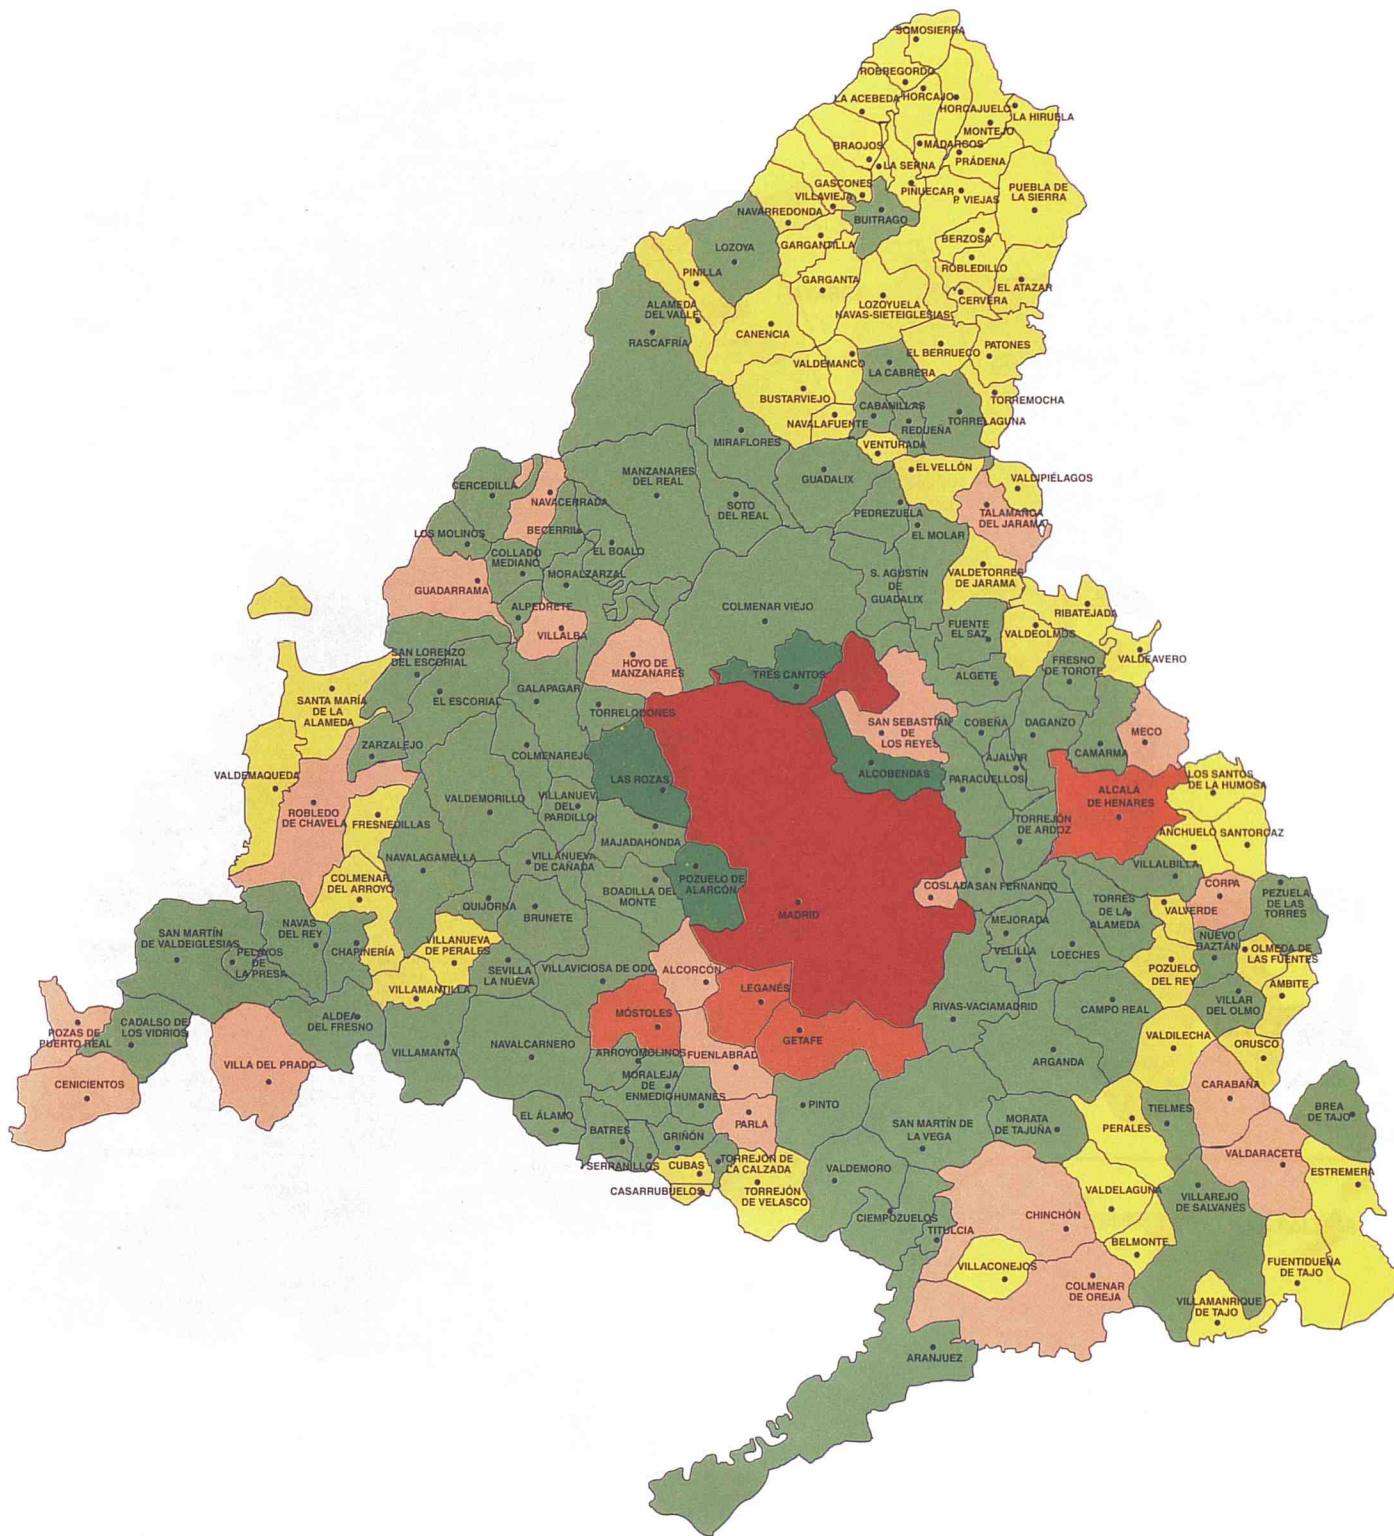 SOMOSIERRA
ROBREGORDO
LA ACEBEDA
HORCAJO
HORCAJUELO
LA HIRUELA
MONTEJO
MADARCOS
BRAOJOS
LA SERNA
PRÁDENA
GASCONES
PIÑUECAR
PUEBLA DE
LA SIERRA
VILLAVIEJA
P. VIEJAS
NAVARREDONDA
BUITRAGO
LOZOYA
GARGANTILLA
BERZOSA
PINILLA
GARGANTA
ROBLEDILLO
EL ATAZAR
ALAMEDA
DEL VALLE
LOZOYUELA
NAVAS-SIETEIGLESIAS
CERVERA
RASCAFRÍA
CANENCIA
EL BERRUECO
PATONES
VALDEMANCO
LA CABRERA
BUSTARVIEJO
TORREMOCHA
CABANILLAS
NAVALAFUENTE
REDUEÑA
TORRELAGUNA
MIRAFLORES
VENTURADA
MANZANARES
DEL REAL
GUADALIX
EL VELLÓN
VALDIPIÉLAGOS
CERCEDILLA
NAVACERRADA
SOTO
DEL REAL
PEDREZUELA
TALAMANCA
DEL JARAMA
LOS MOLINOS
BECERRIL
EL MOLAR
COLLADO
MEDIANO
EL BOALO
GUADARRAMA
MORALZARZAL
S. AGUSTÍN
DE
GUADALIX
VALDETORRES
DE JARAMA
ALPEDRETE
COLMENAR VIEJO
RIBATEJADA
VILLALBA
FUENTE
EL SAZ
VALDEOLMOS
SAN LORENZO
DEL ESCORIAL
HOYO DE
MANZANARES
FRESNO
DE TOROTE
VALDEAVERO
TRES CANTOS
ALGETE
SANTA MARÍA
DE LA
ALAMEDA
EL ESCORIAL
GALAPAGAR
TORRELODONES
SAN SEBASTIÁN
DE
LOS REYES
COBEÑA
DAGANZO
MECO
ZARZALEJO
COLMENAREJO
AJALVIR
CAMARMA
VALDEMAQUEDA
LAS ROZAS
ALCOBENDAS
PARACUELLOS
LOS SANTOS
DE LA HUMOSA
ROBLEDO
DE CHAVELA
VALDEMORILLO
VILLANUEVA
DEL
PARDILLO
ALCALÁ
DE HENARES
FRESNEDILLAS
TORREJÓN
DE ARDOZ
ANCHUELO
SANTORCAZ
MAJADAHONDA
NAVALAGAMELLA
VILLANUEVA
DE CAÑADA
VILLALBILLA
COLMENAR
DEL ARROYO
POZUELO DE
ALARCÓN
BOADILLA DEL
MONTE
COSLADA
SAN FERNANDO
CORPA
PEZUELA
DE LAS
TORRES
QUIJORNA
BRUNETE
MADRID
TORRES
DE LA
ALAMEDA
VALVERDE
SAN MARTÍN
DE VALDEIGLESIAS
NAVAS
DEL REY
MEJORADA
NUEVO
BAZTÁN
PELAYOS
DE
LA PRESA
CHAPINERÍA
VILLANUEVA
DE PERALES
VELILLA
LOECHES
OLMEDA DE
LAS FUENTES
SEVILLA
LA NUEVA
VILLAVICIOSA DE ODÓ
ALCORCÓN
POZUELO
DEL REY
VILLAMANTILLA
LEGANÉS
AMBITE
RIVAS-VACIAMADRID
CAMPO REAL
VILLAR
DEL OLMO
POZAS DE
PUERTO REAL
CADALSO DE
LOS VIDRIOS
ALDEA
DEL FRESNO
MÓSTOLES
GETAFE
VALDILECHA
ORUSCO
VILLAMANTA
NAVALCARNERO
ARROYOMOLINOS
FUENLABRADA
ARGANDA
VILLA DEL PRADO
MORALEJA
DE
ENMEDIO
HUMANES
CENICIENTOS
CARABAÑA
PINTO
EL ÁLAMO
PARLA
SAN MARTÍN DE
LA VEGA
MORATA
DE TAJUÑA
PERALES
TIELMES
BREA
DE TAJO
BATRES
GRIÑÓN
VALDARACETE
SERRANILLOS
CUBAS
TORREJÓN DE
LA CALZADA
VALDEMORO
ESTREMERA
CASARRUBUELOS
TORREJÓN
DE VELASCO
VALDELAGUNA
VILLAREJO
DE SALVANÉS
CIEMPOZUELOS
TITULCIA
CHINCHÓN
BELMONTE
VILLACONEJOS
FUENTIDUEÑA
DE TAJO
COLMENAR
DE OREJA
VILLAMANRIQUE
DE TAJO
ARANJUEZ